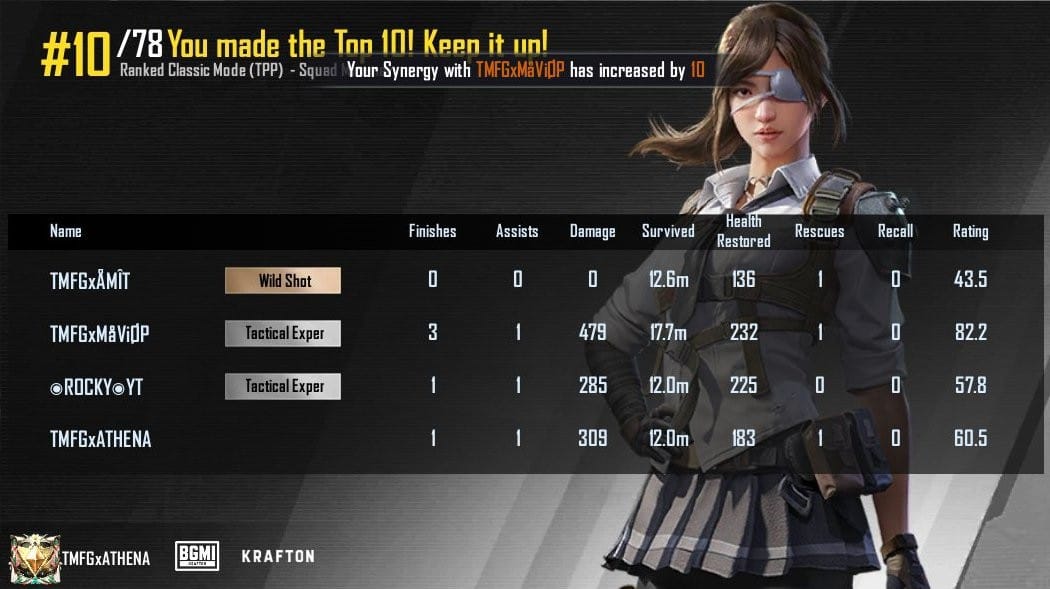 #10/78 You made the Top 10! Keep it up!
Ranked Classic Mode (TPP) - Squad
Your Synergy with TMFGxMåViØP has increased by 10
Name Finishes Assists Damage Survived Health Restored Rescues Recall Rating
TMFGxÅMÎT Wild Shot 0 0 0 12.6m 136 1 0 43.5
TMFGxMåViØP Tactical Exper 3 1 479 17.7m 232 1 0 82.2
◉ROCKY◉YT Tactical Exper 1 1 285 12.0m 225 0 0 57.8
TMFGxATHENA 1 1 309 12.0m 183 1 0 60.5
TMFGxATHENA BGMI KRAFTON KRAFTON